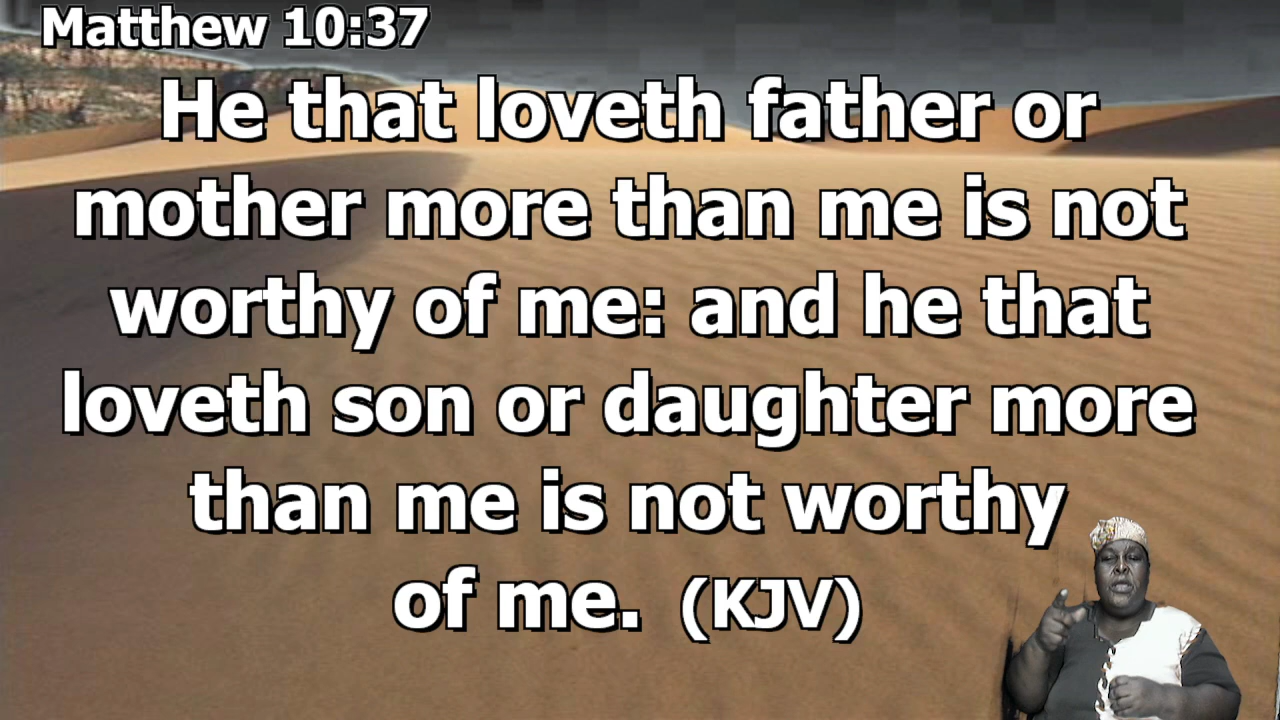 Matthew 10:37
He that loveth father or
mother more than me is not
worthy of me: and he that
loveth son or daughter more
than me is not worthy
of me. (KJV)